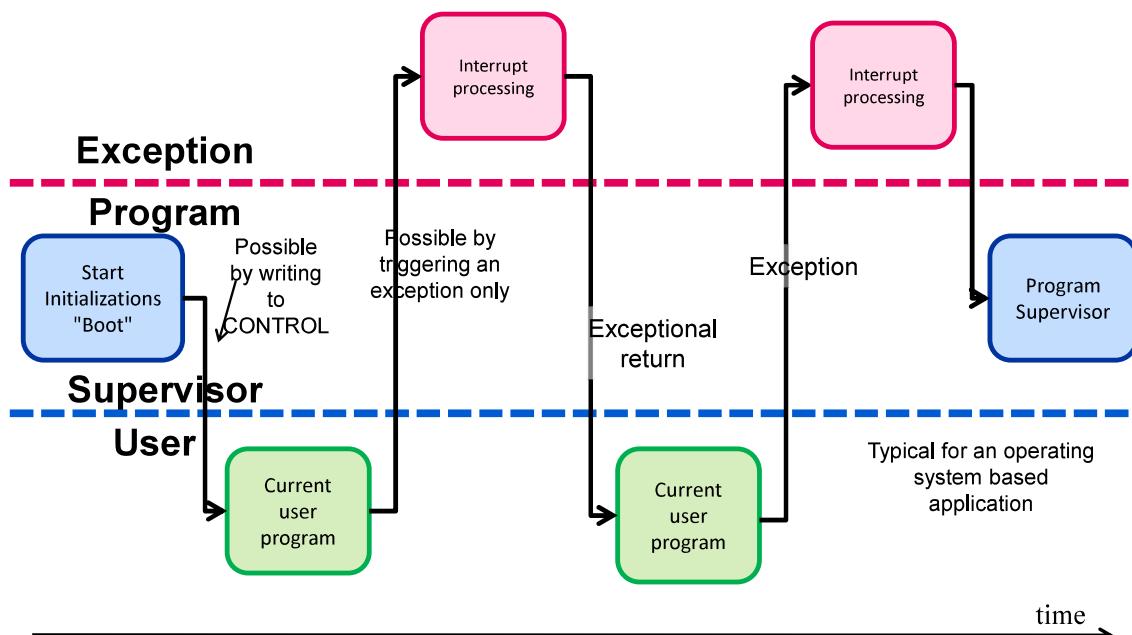 Interrupt
processing
Interrupt
processing
Exception
Program
Start
Initializations
"Boot"
Possible
by writing
to
CONTROL
Possible by
triggering an
exception only
Exception
Program
Supervisor
Exceptional
return
Supervisor
User
Current
user
program
Current
user
program
Typical for an operating
system based
application
time